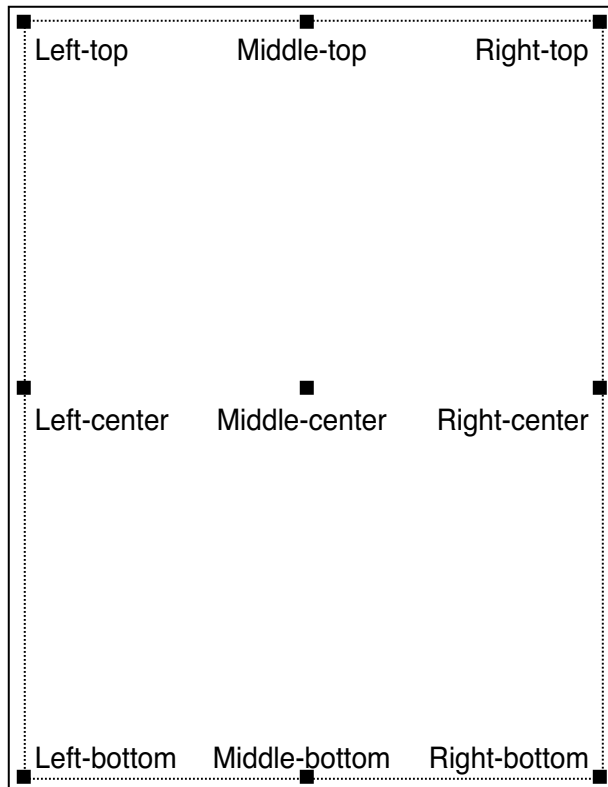 Left-top Middle-top Right-top
Left-center Middle-center Right-center
Left-bottom Middle-bottom Right-bottom